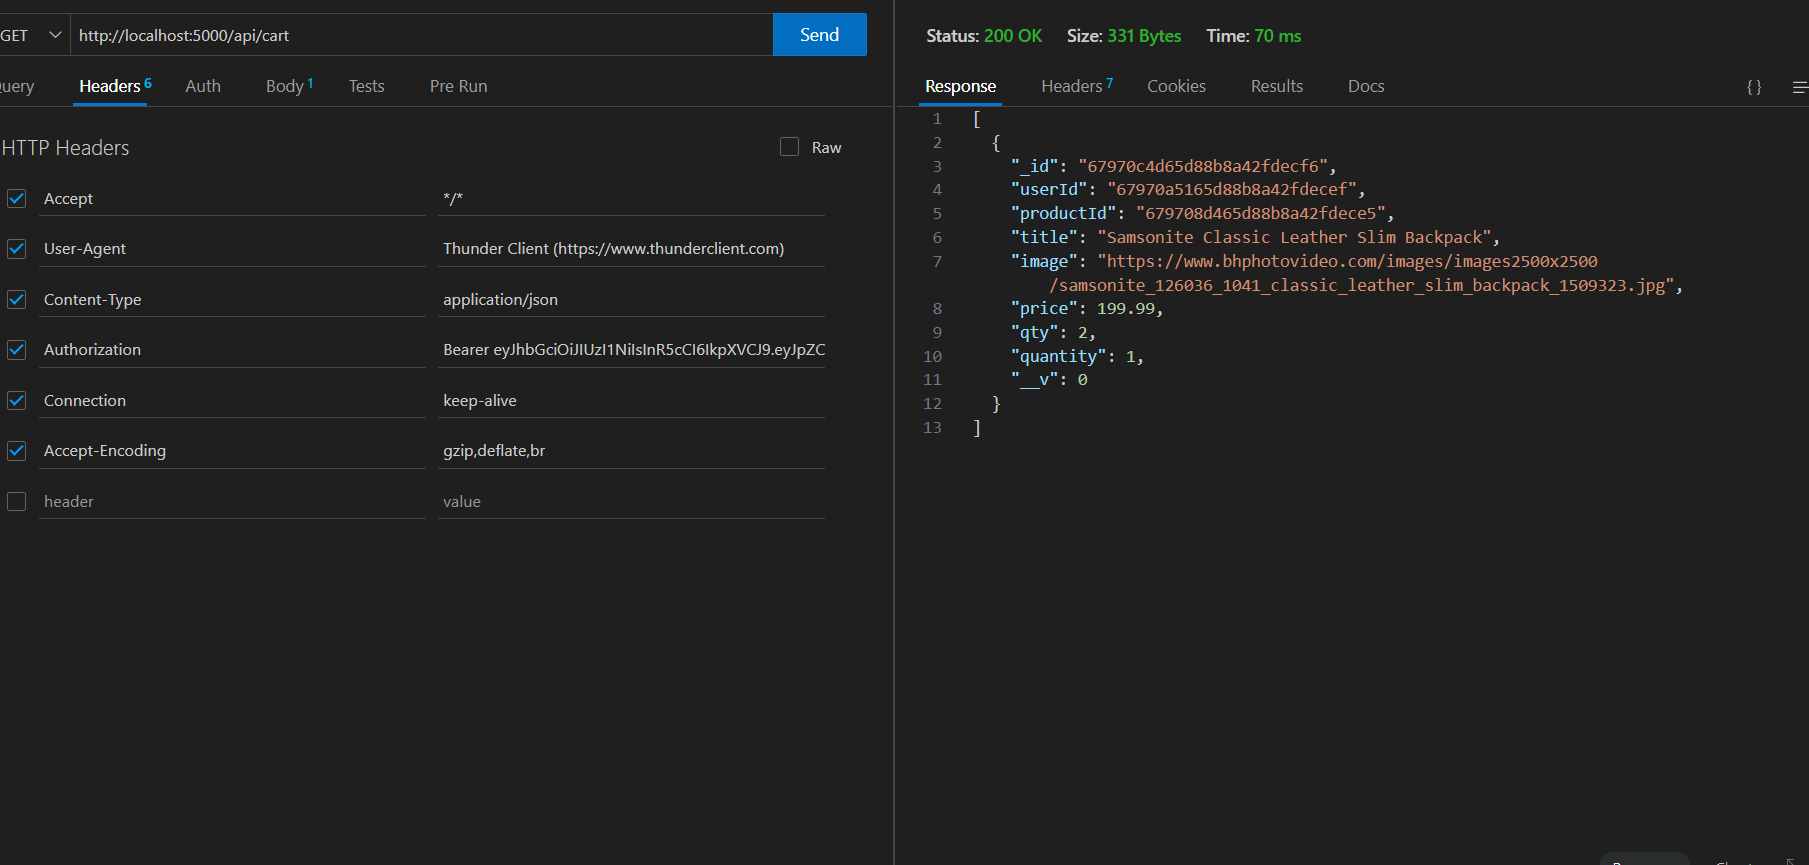 GET http://localhost:5000/api/cart Send
Headers 6 Auth Body 1 Tests Pre Run
HTTP Headers Raw
Accept */*
User-Agent Thunder Client (https://www.thunderclient.com)
Content-Type application/json
Authorization Bearer eyJhbGciOiJIUzI1NiIsInR5cCI6IkpXVCJ9.eyJpZC
Connection keep-alive
Accept-Encoding gzip,deflate,br
header value
Status: 200 OK Size: 331 Bytes Time: 70 ms
Response Headers 7 Cookies Results Docs { }
1 [
2 {
3 "_id": "67970c4d65d88b8a42fdecf6",
4 "userId": "67970a5165d88b8a42fdecef",
5 "productId": "679708d465d88b8a42fdece5",
6 "title": "Samsonite Classic Leather Slim Backpack",
7 "image": "https://www.bhphotovideo.com/images/images2500x2500
/samsonite_126036_1041_classic_leather_slim_backpack_1509323.jpg",
8 "price": 199.99,
9 "qty": 2,
10 "quantity": 1,
11 "__v": 0
12 }
13 ]